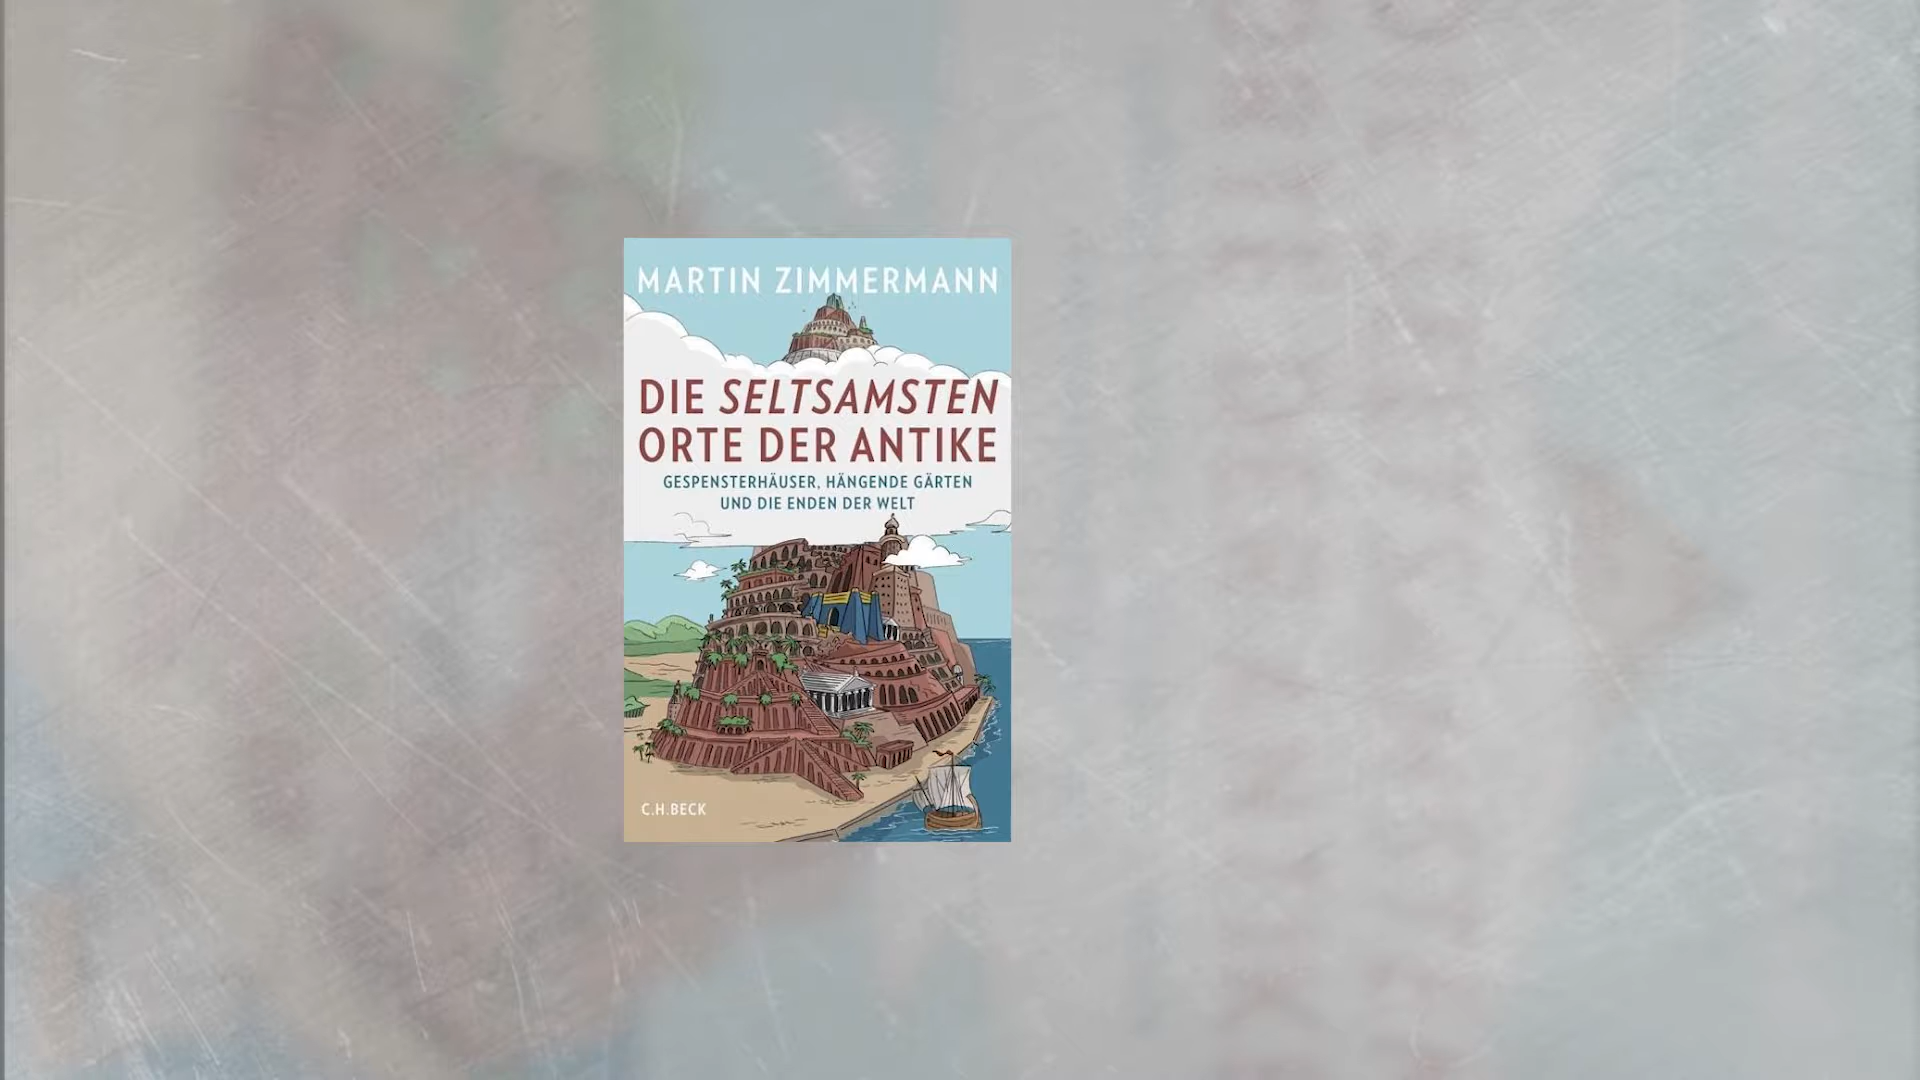 MARTIN ZIMMERMANN
DIE SELTSAMSTEN
ORTE DER ANTIKE
GESPENSTERHÄUSER, HÄNGENDE GÄRTEN
UND DIE ENDEN DER WELT
C.H.BECK